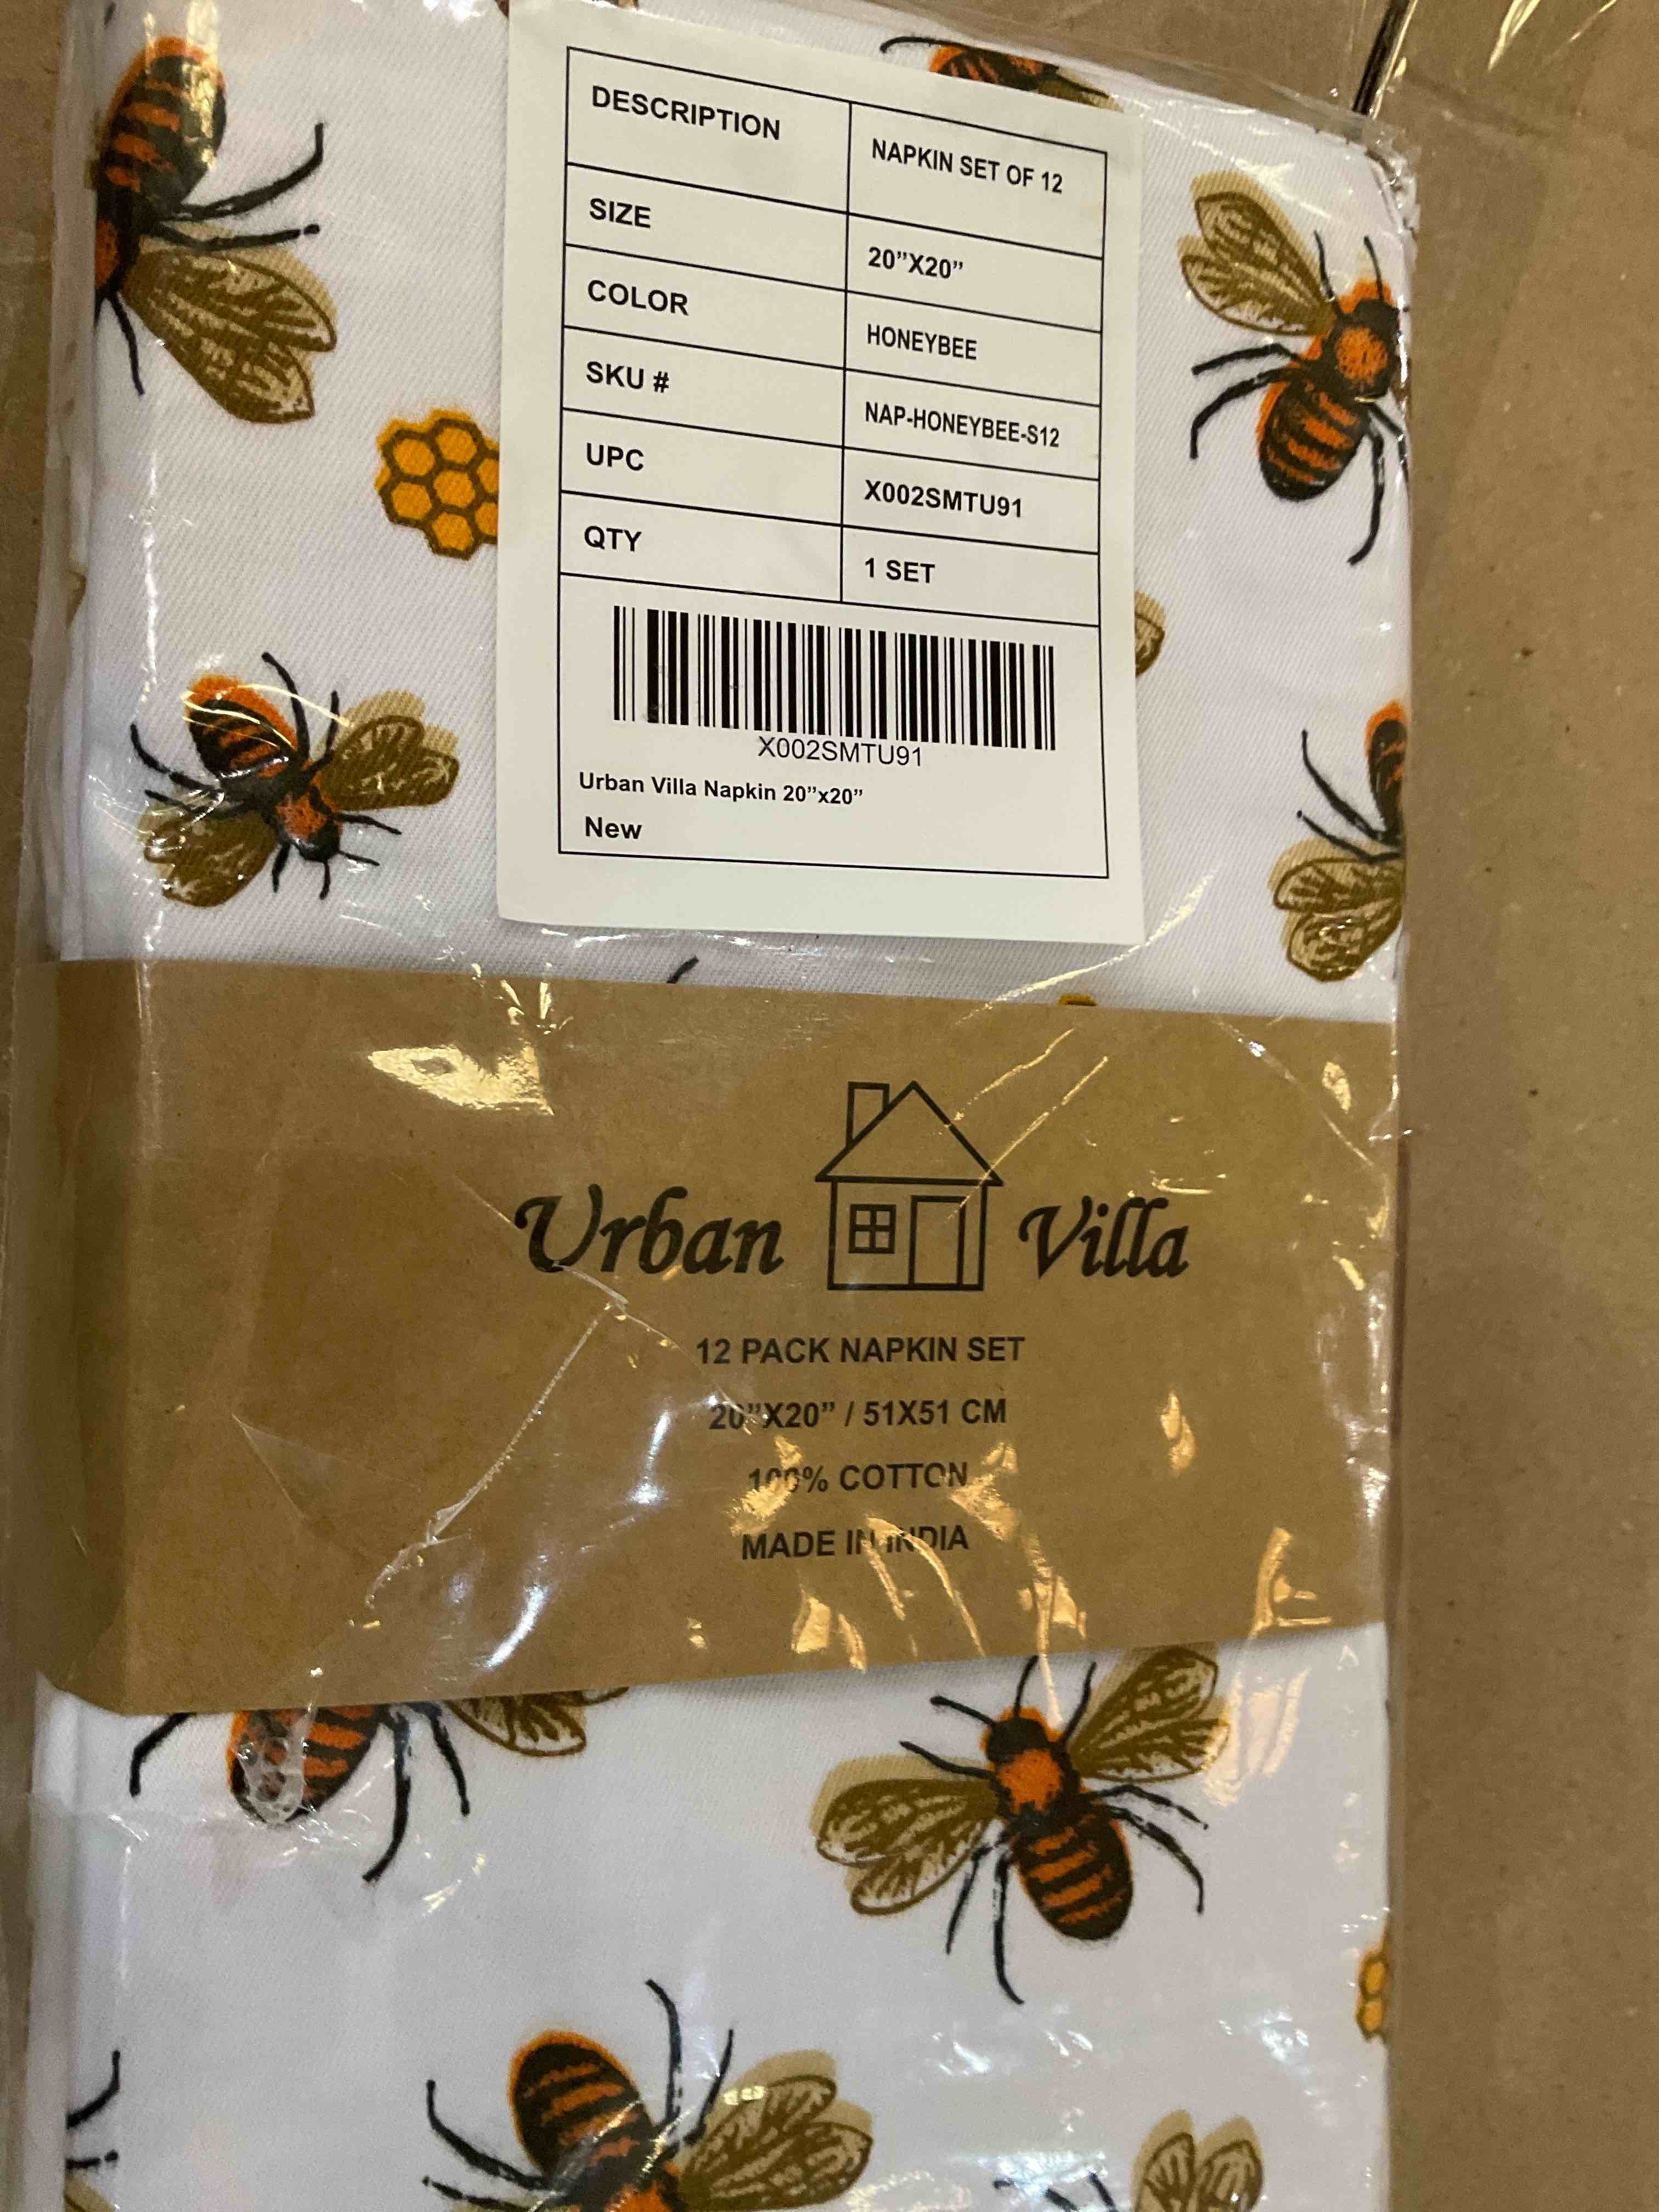 DESCRIPTION NAPKIN SET OF 12
SIZE 20”X20”
COLOR HONEYBEE
SKU # NAP-HONEYBEE-S12
UPC X002SMTU91
QTY 1 SET
X002SMTU91
Urban Villa Napkin 20”x20”
New
Urban Villa
12 PACK NAPKIN SET
20”X20” / 51X51 CM
100% COTTON
MADE IN INDIA